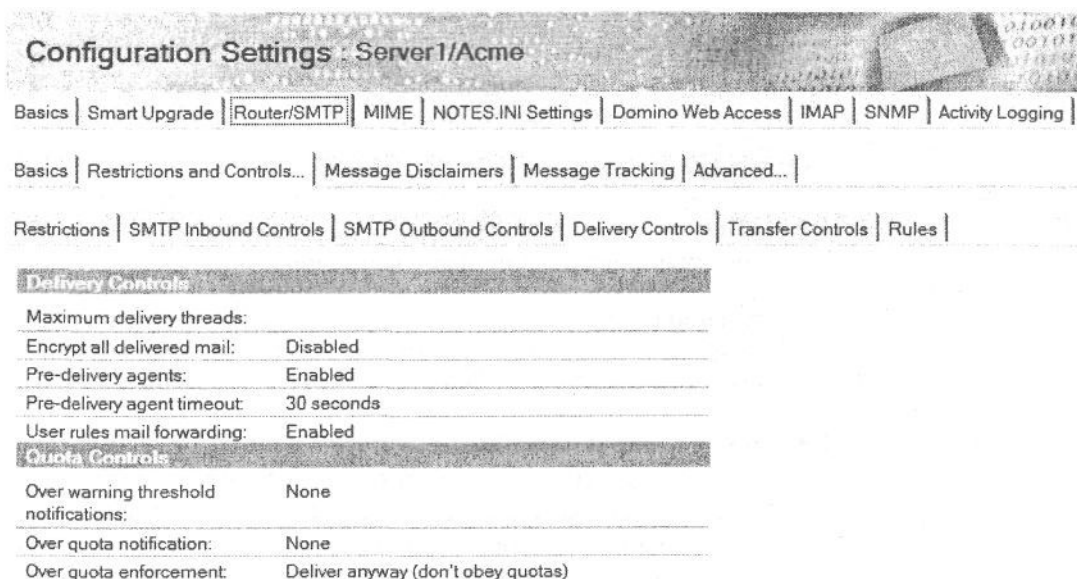 Configuration Settings : Server1/Acme
Basics | Smart Upgrade | Router/SMTP | MIME | NOTES.INI Settings | Domino Web Access | IMAP | SNMP | Activity Logging |
Basics | Restrictions and Controls... | Message Disclaimers | Message Tracking | Advanced... |
Restrictions | SMTP Inbound Controls | SMTP Outbound Controls | Delivery Controls | Transfer Controls | Rules |
Delivery Controls
Maximum delivery threads:
Encrypt all delivered mail: Disabled
Pre-delivery agents: Enabled
Pre-delivery agent timeout: 30 seconds
User rules mail forwarding: Enabled
Quota Controls
Over warning threshold None
notifications:
Over quota notification: None
Over quota enforcement: Deliver anyway (don't obey quotas)